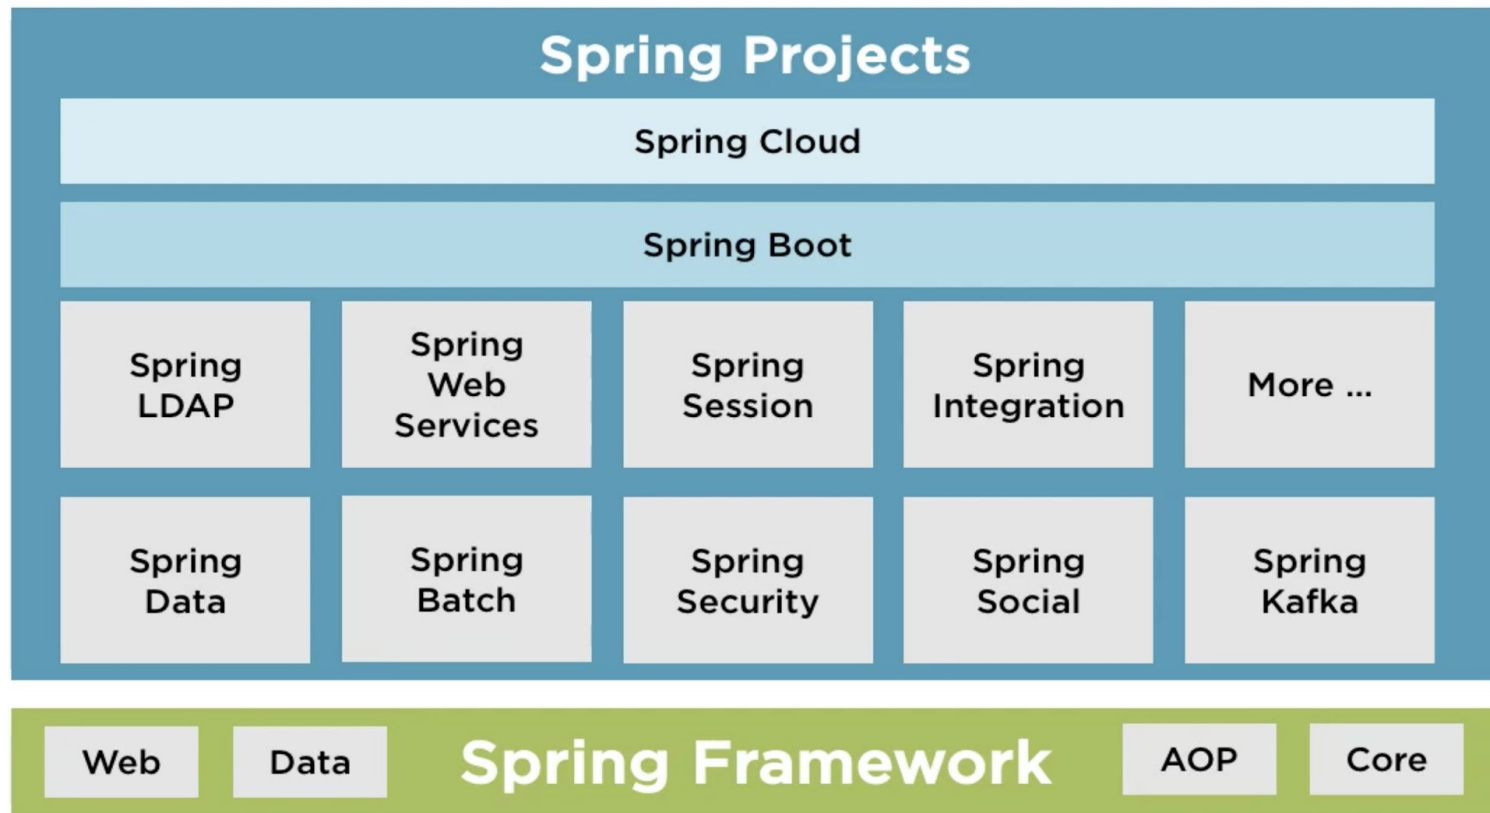 Spring Projects
Spring Cloud
Spring Boot
Spring
LDAP
Spring
Web
Services
Spring
Session
Spring
Integration
More ...
Spring
Data
Spring
Batch
Spring
Security
Spring
Social
Spring
Kafka
Web
Data
Spring Framework
AOP
Core